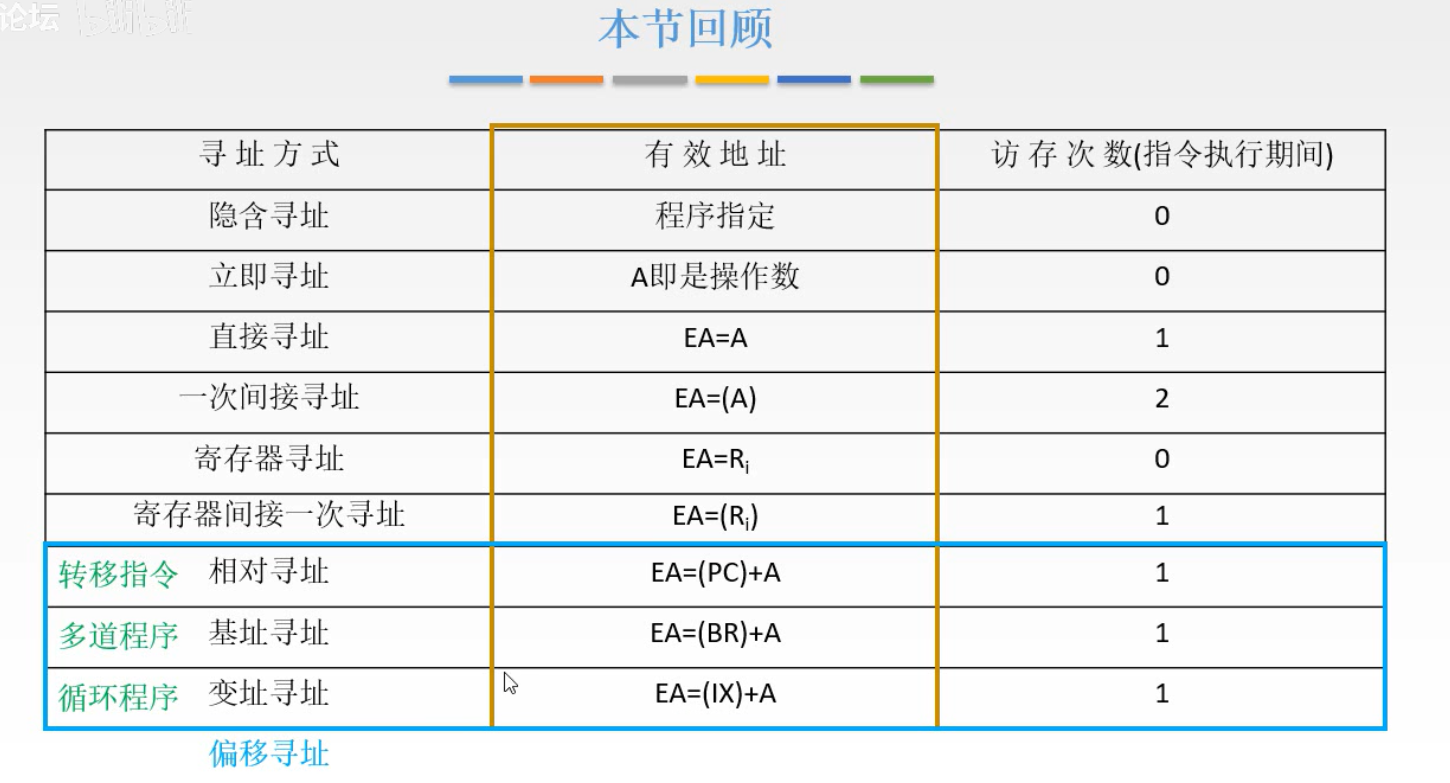 论坛
本节回顾
寻址方式 有效地址 访存次数(指令执行期间)
隐含寻址 程序指定 0
立即寻址 A即是操作数 0
直接寻址 EA=A 1
一次间接寻址 EA=(A) 2
寄存器寻址 EA=Rᵢ 0
寄存器间接一次寻址 EA=(Rᵢ) 1
转移指令 相对寻址 EA=(PC)+A 1
多道程序 基址寻址 EA=(BR)+A 1
循环程序 变址寻址 EA=(IX)+A 1
偏移寻址